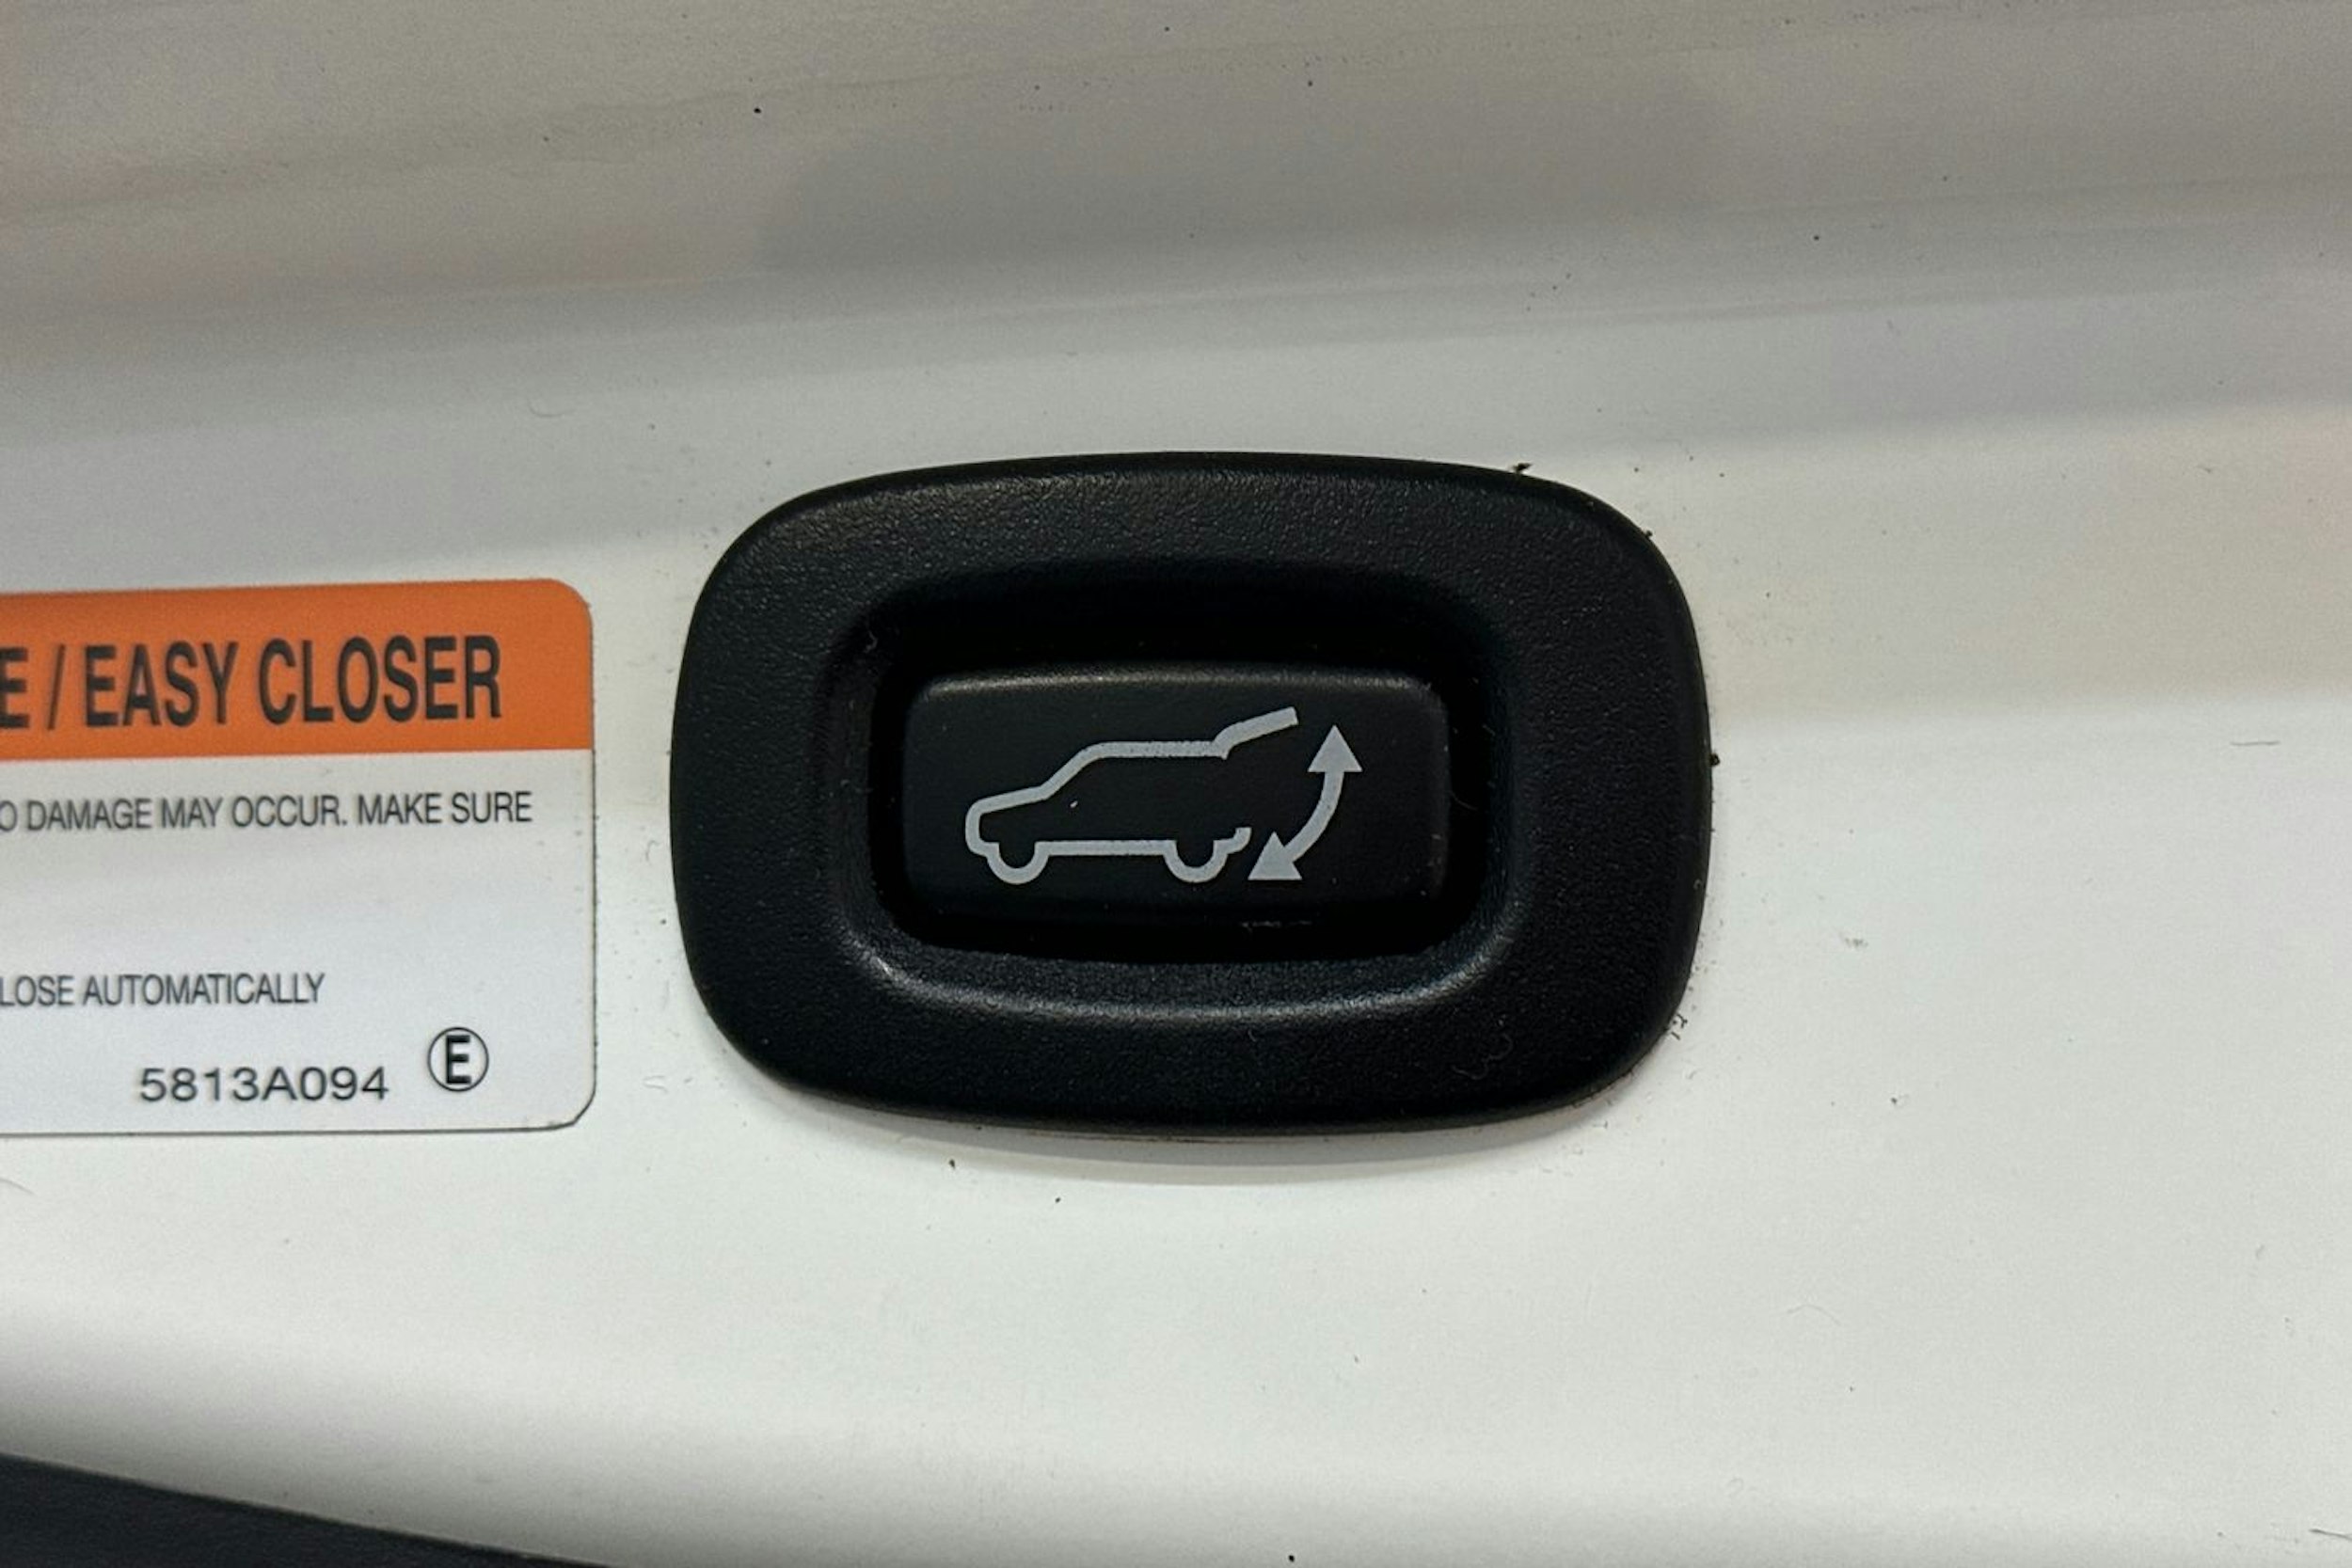 E / EASY CLOSER
O DAMAGE MAY OCCUR. MAKE SURE
LOSE AUTOMATICALLY
5813A094 E